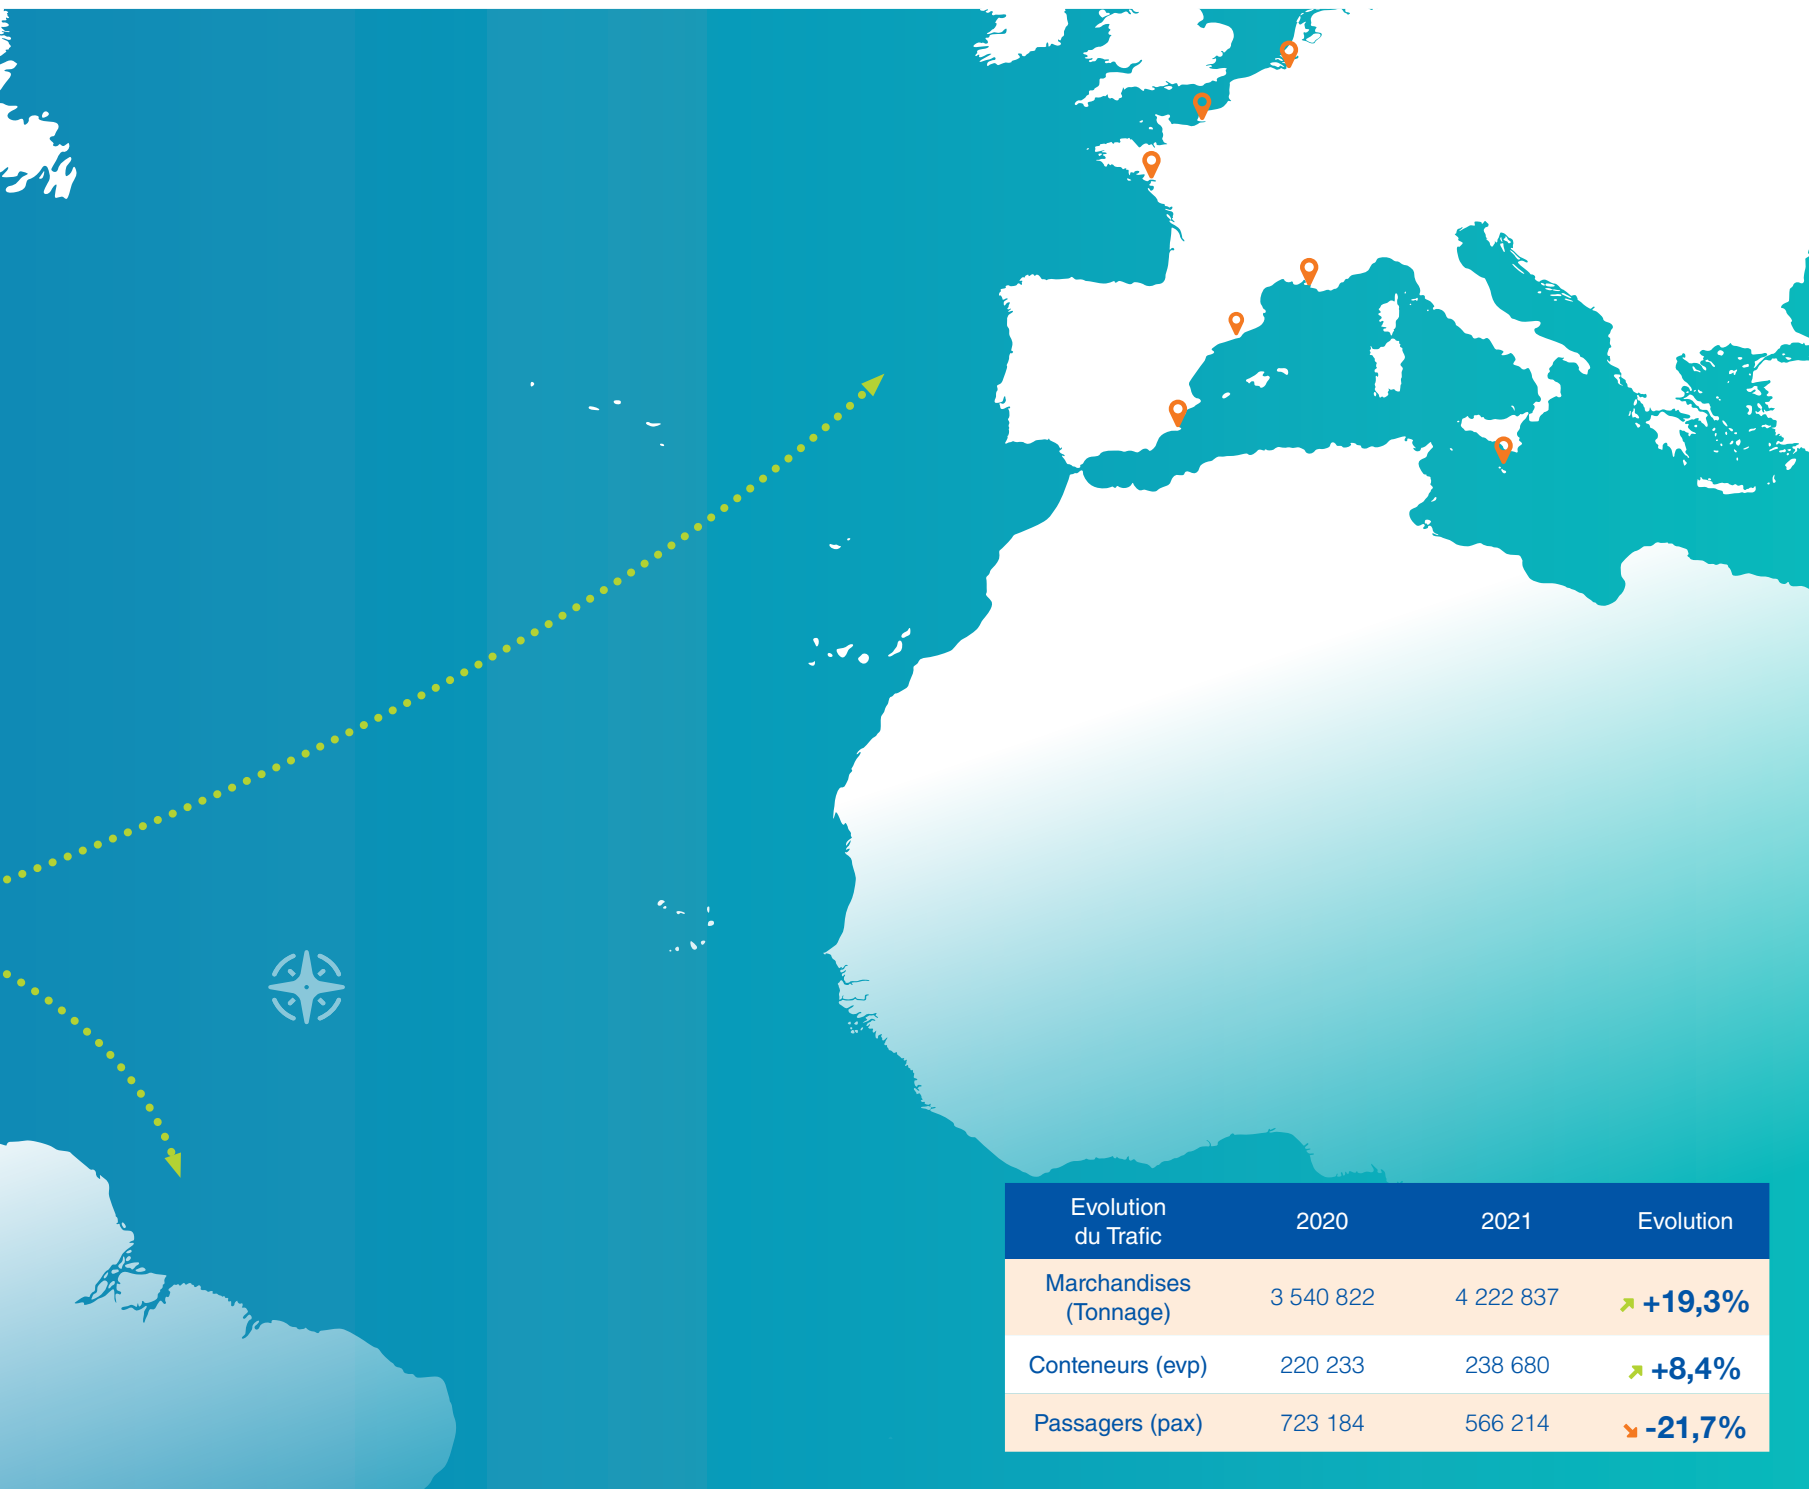 Evolution
du Trafic
2020
2021
Evolution
Marchandises
(Tonnage)
3 540 822
4 222 837
+19,3%
Conteneurs (evp)
220 233
238 680
+8,4%
Passagers (pax)
723 184
566 214
-21,7%